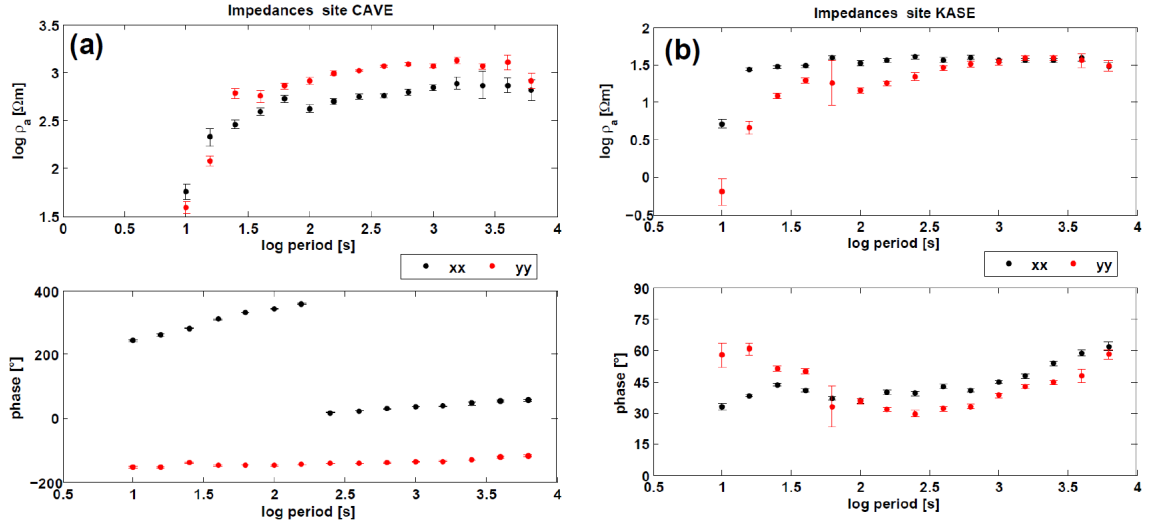 Impedances site CAVE
(a)
3.5
3
2.5
2
1.5
log ρa [Ωm]
0 0.5 1 1.5 2 2.5 3 3.5 4
log period [s]
xx yy
400
200
0
−200
phase [°]
0.5 1 1.5 2 2.5 3 3.5 4
log period [s]
Impedances site KASE
(b)
2
1.5
1
0.5
0
−0.5
log ρa [Ωm]
0.5 1 1.5 2 2.5 3 3.5 4
log period [s]
xx yy
90
75
60
45
30
15
0
phase [°]
0.5 1 1.5 2 2.5 3 3.5 4
log period [s]